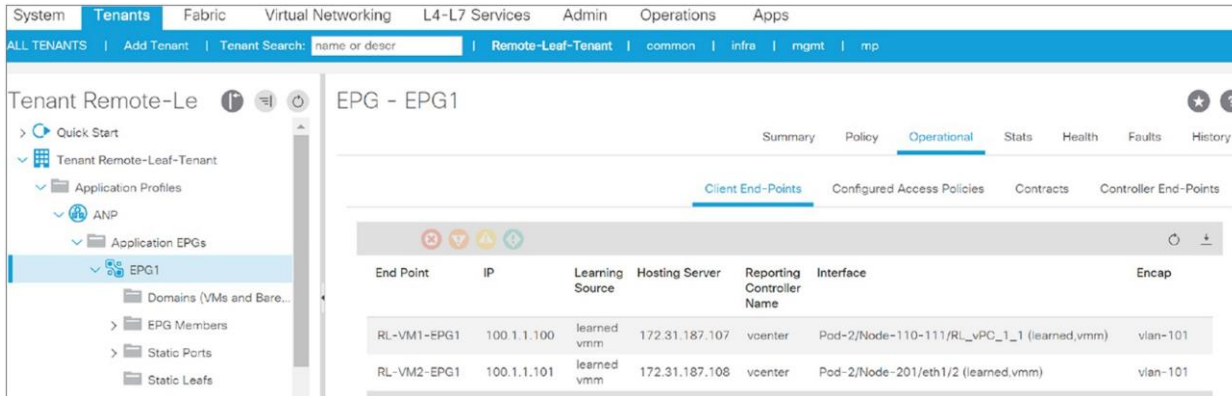 System Tenants Fabric Virtual Networking L4-L7 Services Admin Operations Apps
ALL TENANTS | Add Tenant | Tenant Search: name or descr | Remote-Leaf-Tenant | common | infra | mgmt | mp
Tenant Remote-Le
Quick Start
Tenant Remote-Leaf-Tenant
Application Profiles
ANP
Application EPGs
EPG1
Domains (VMs and Bare...
EPG Members
Static Ports
Static Leafs
EPG - EPG1
Summary Policy Operational Stats Health Faults History
Client End-Points Configured Access Policies Contracts Controller End-Points
End Point IP Learning Source Hosting Server Reporting Controller Name Interface Encap
RL-VM1-EPG1 100.1.1.100 learned vmm 172.31.187.107 vcenter Pod-2/Node-110-111/RL_vPC_1_1 (learned,vmm) vlan-101
RL-VM2-EPG1 100.1.1.101 learned vmm 172.31.187.108 vcenter Pod-2/Node-201/eth1/2 (learned,vmm) vlan-101